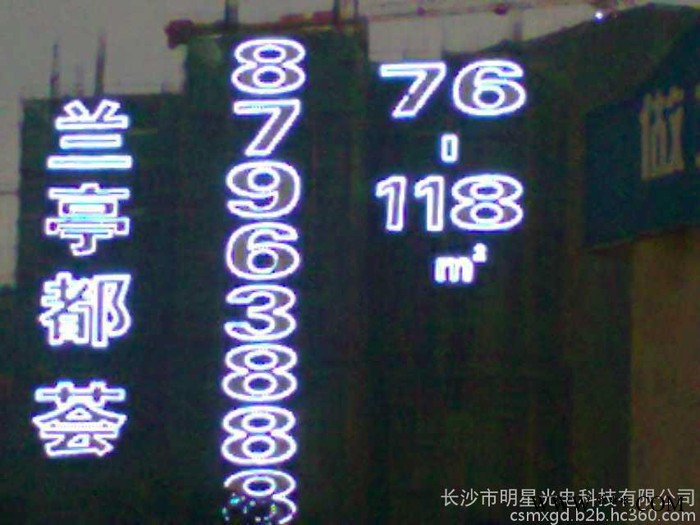 兰亭都荟
87963888
76
-
118
m²
长沙市明星光电科技有限公司
csmxgd.b2b.hc360.com